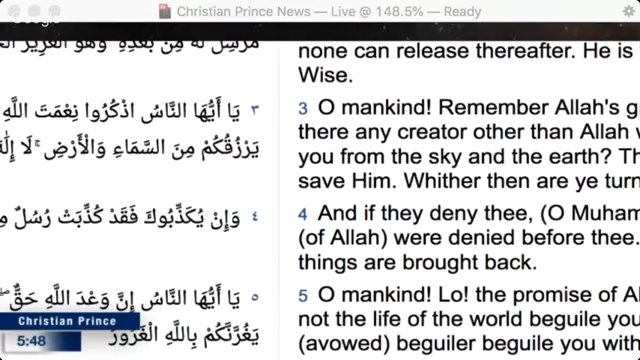 Christian Prince News — Live @ 148.5% — Ready
مُرْسِلَ لَهُ مِنْ بَعْدِهِ ۚ وَهُوَ الْعَزِيزُ
none can release thereafter. He is
Wise.
٣ يَا أَيُّهَا النَّاسُ اذْكُرُوا نِعْمَتَ اللَّهِ
يَرْزُقُكُمْ مِنَ السَّمَاءِ وَالْأَرْضِ ۚ لَا إِلَٰهَ
3 O mankind! Remember Allah's
there any creator other than Allah
you from the sky and the earth?
save Him. Whither then are ye
٤ وَإِنْ يُكَذِّبُوكَ فَقَدْ كُذِّبَتْ رُسُلٌ
4 And if they deny thee, (O
(of Allah) were denied before thee.
things are brought back.
٥ يَا أَيُّهَا النَّاسُ إِنَّ وَعْدَ اللَّهِ حَقٌّ ۖ
يَغُرَّنَّكُمْ بِاللَّهِ الْغَرُورُ
5 O mankind! Lo! the promise of
not the life of the world beguile you
(avowed) beguiler beguile you with
Christian Prince
5:48